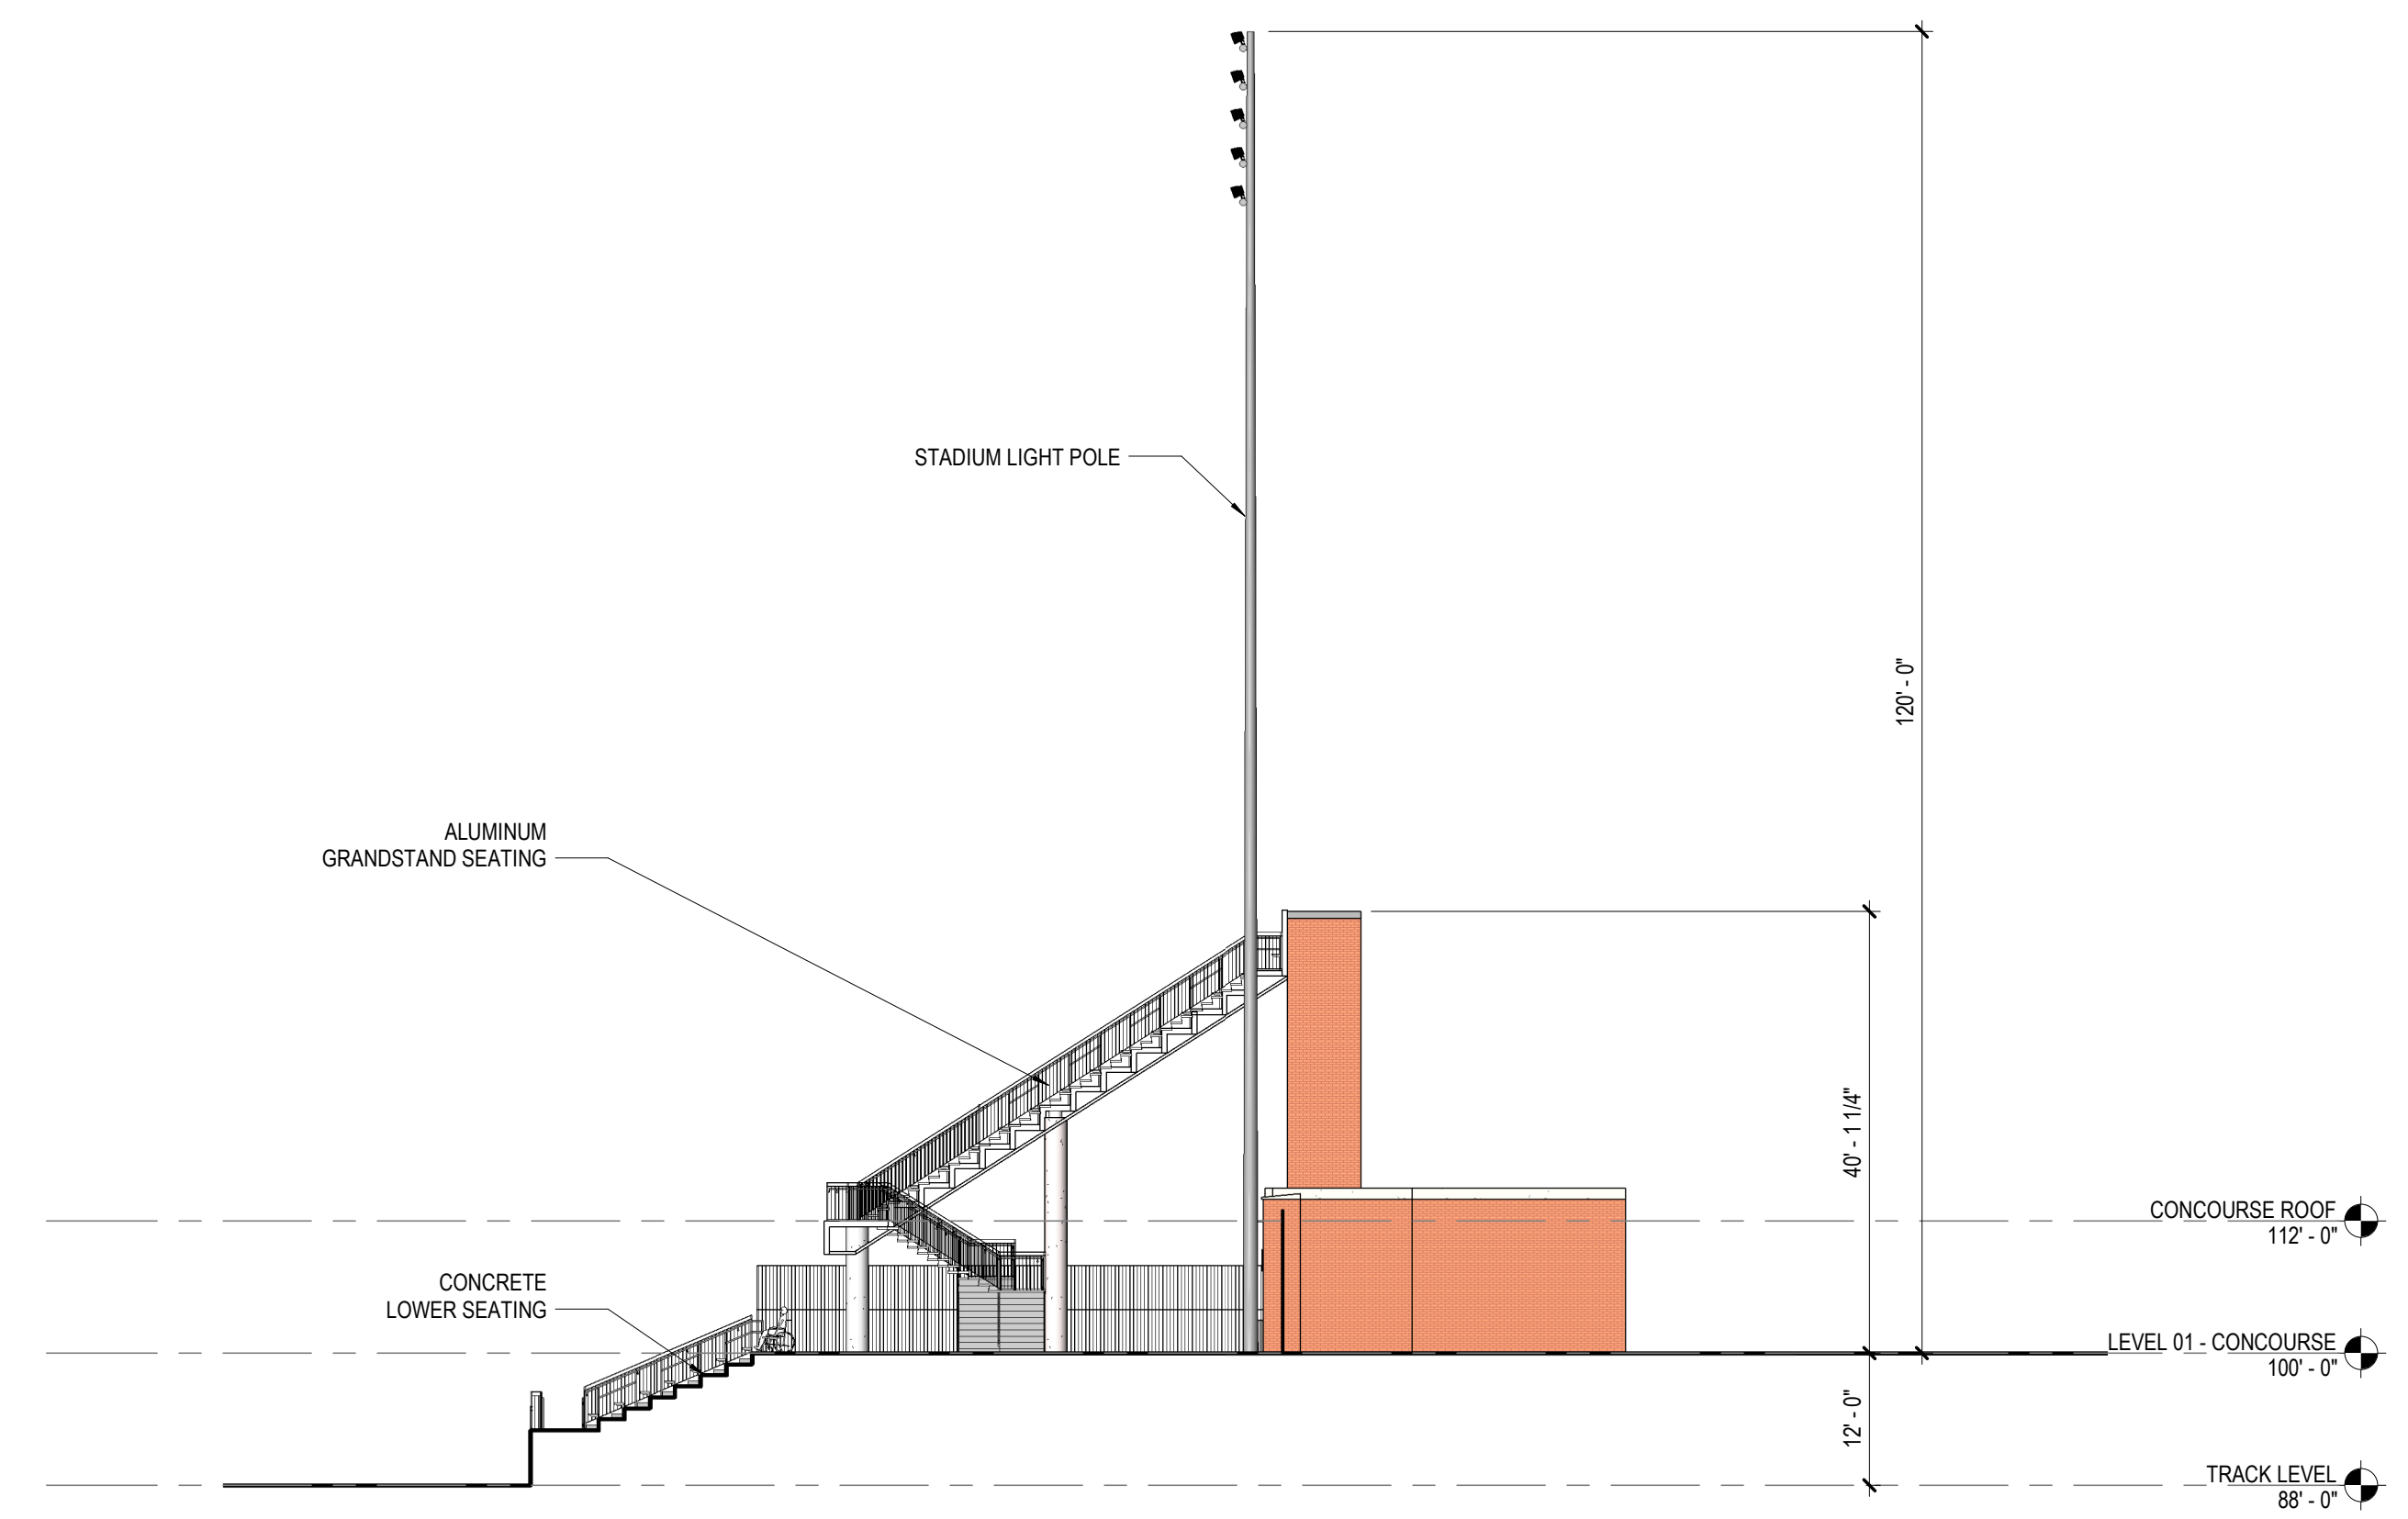 STADIUM LIGHT POLE
120' - 0"
ALUMINUM
GRANDSTAND SEATING
40' - 1 1/4"
CONCOURSE ROOF
112' - 0"
CONCRETE
LOWER SEATING
LEVEL 01 - CONCOURSE
100' - 0"
12' - 0"
TRACK LEVEL
88' - 0"